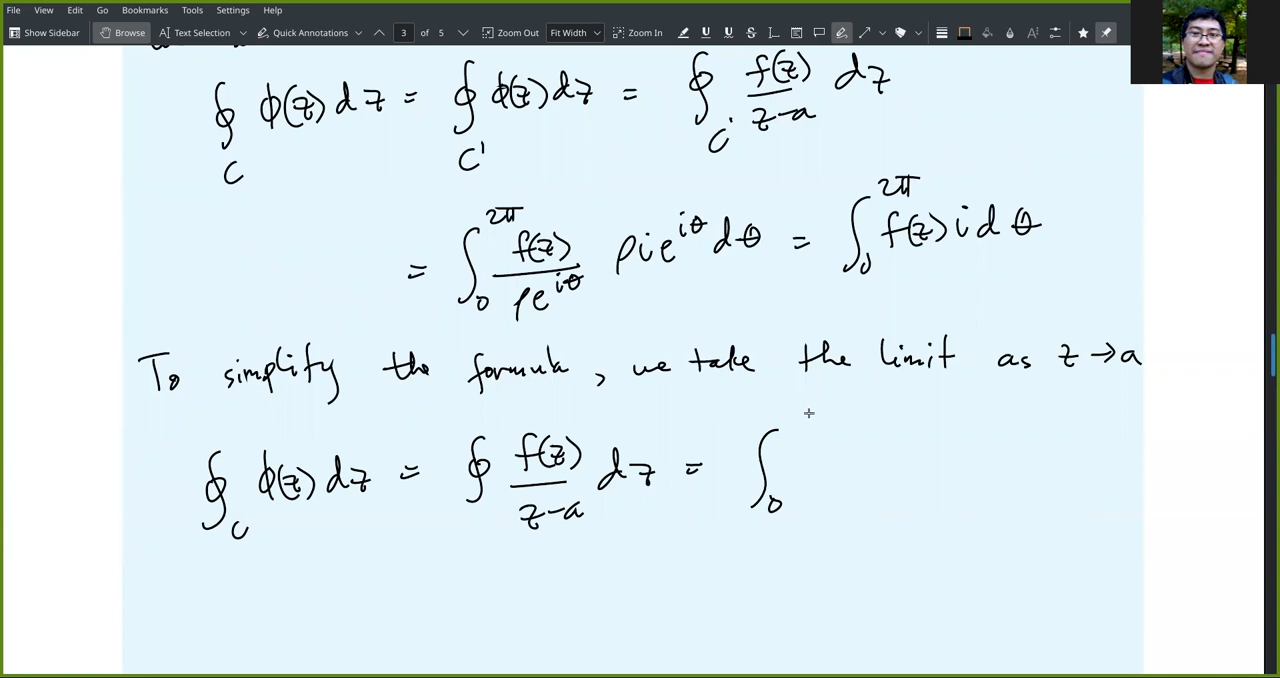 File View Edit Go Bookmarks Tools Settings Help
Show Sidebar Browse Text Selection Quick Annotations 3 of 5 Zoom Out Fit Width Zoom In
∮_C ϕ(z) dz = ∮_C' ϕ(z) dz = ∮_C' f(z)/(z-a) dz
= ∫_0^2π f(z)/(ρe^iθ) ρie^iθ dθ = ∫_0^2π f(z) i dθ
To simplify the formula, we take the limit as z → a
∮_C ϕ(z) dz = ∮ f(z)/(z-a) dz = ∫_0